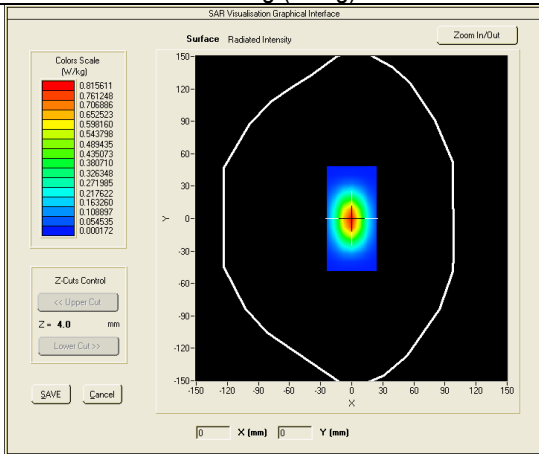 SAR Visualisation Graphical Interface
Surface Radiated Intensity
Zoom In/Out
Colors Scale
(W/kg)
0.815611
0.761248
0.706886
0.652523
0.598160
0.543798
0.489435
0.435073
0.380710
0.326348
0.271985
0.217622
0.163260
0.108897
0.054535
0.000172
Z-Cuts Control
<< Upper Cut
Z = 4.0 mm
Lower Cut >>
SAVE Cancel
150
120
90
60
30
0
-30
-60
-90
-120
-150
Y
-150 -120 -90 -60 -30 0 30 60 90 120 150
X
0 X (mm) 0 Y (mm)